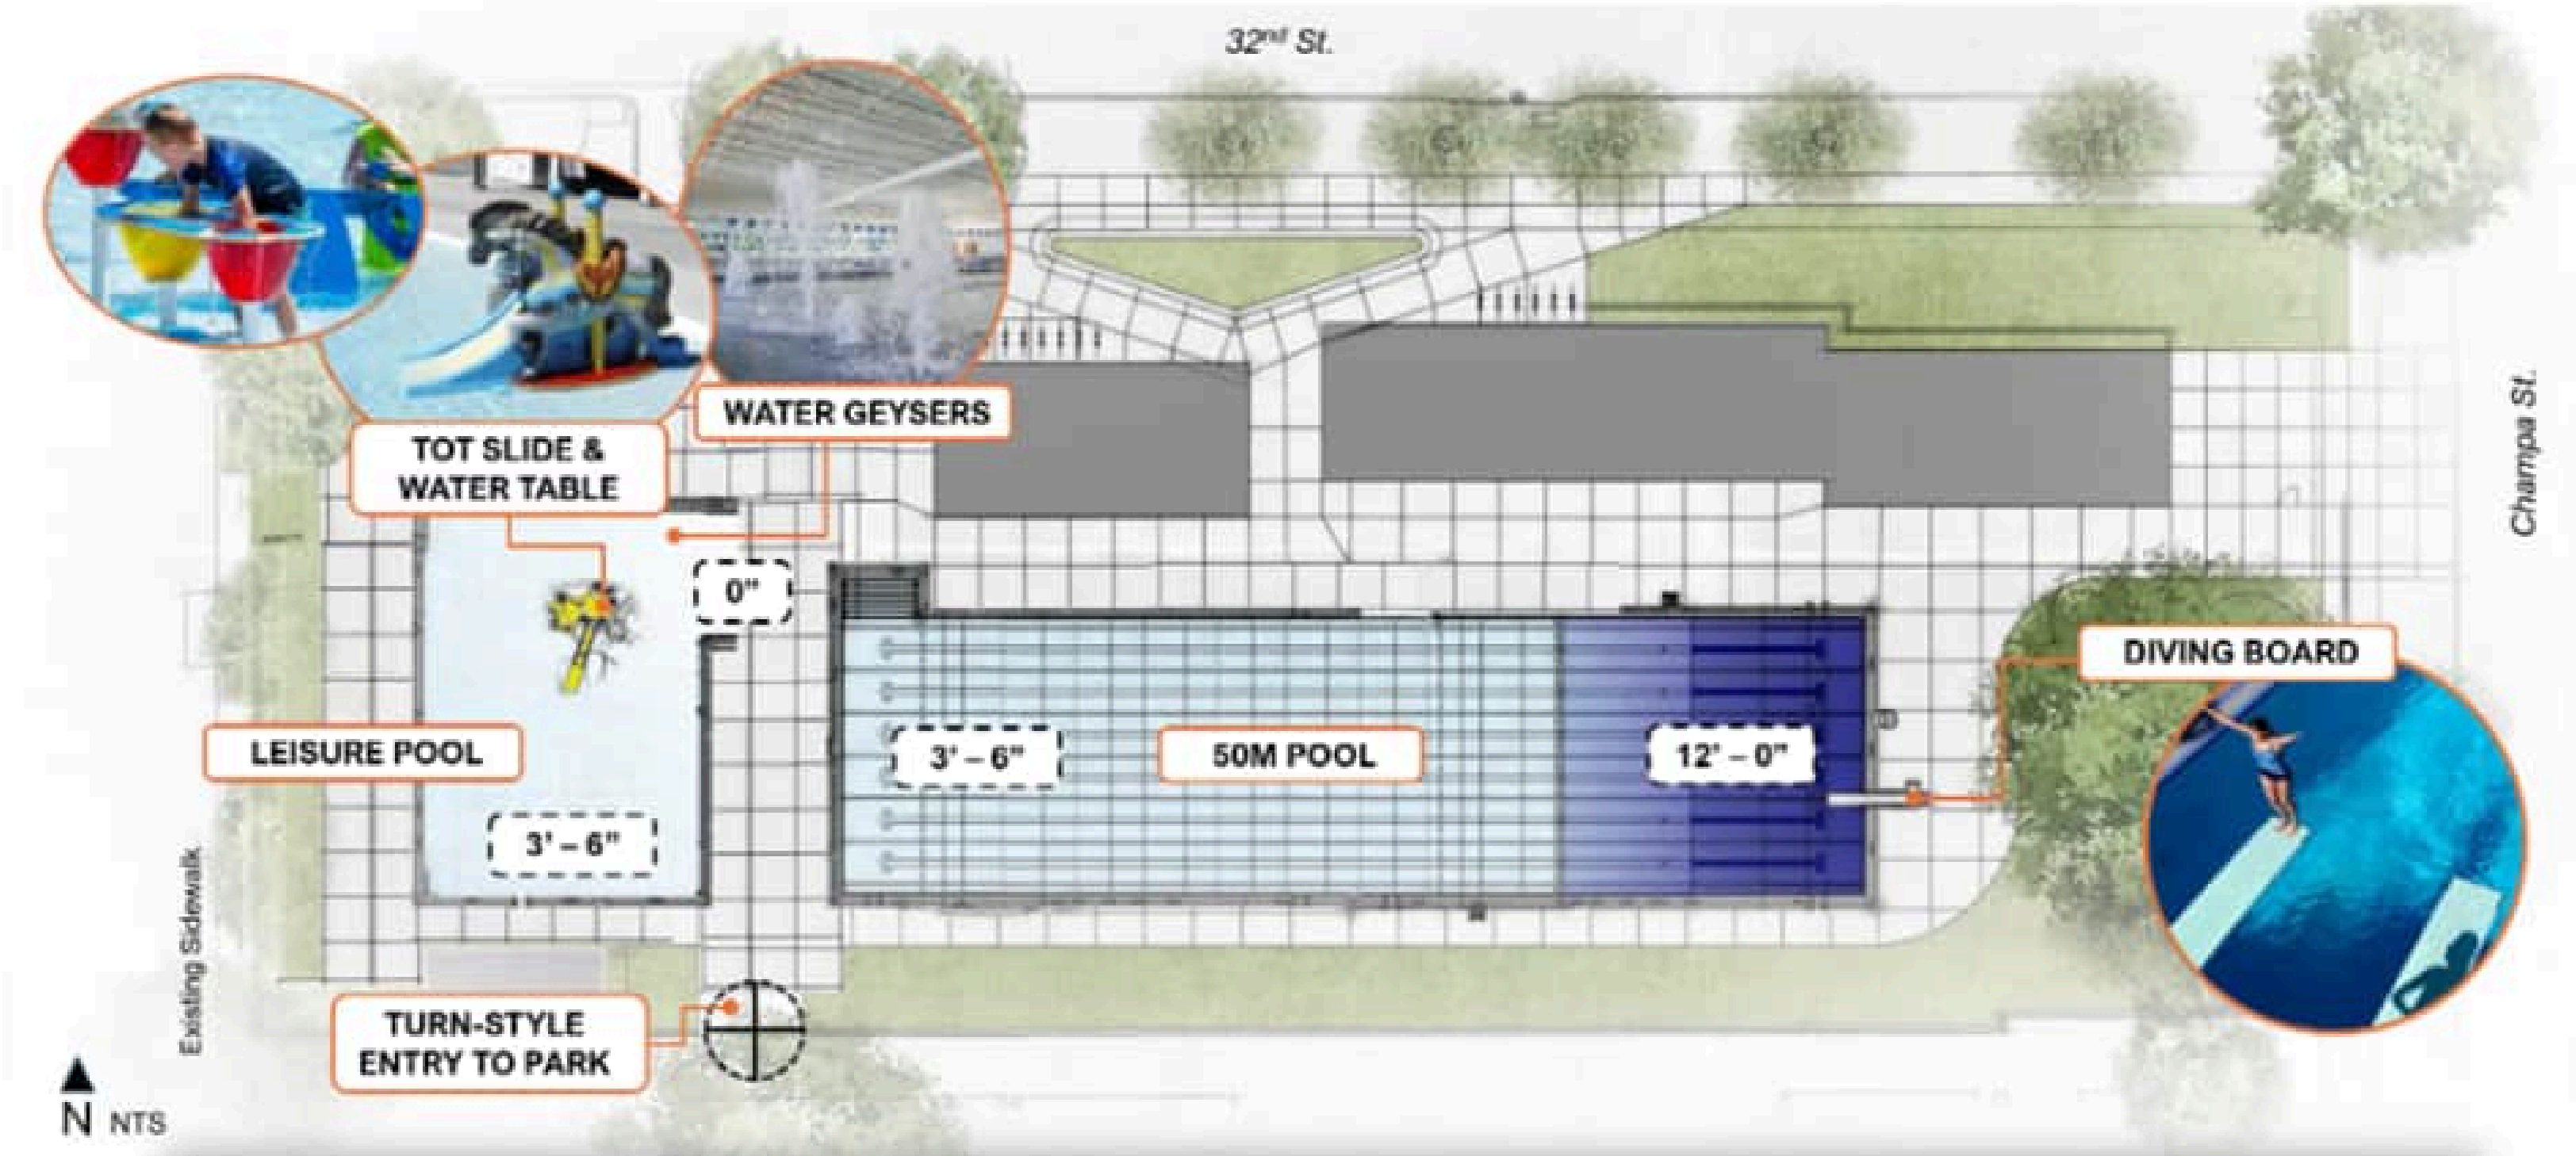 32nd St.
WATER GEYSERS
TOT SLIDE &
WATER TABLE
Champa St.
0”
DIVING BOARD
LEISURE POOL
3’ – 6”
50M POOL
12’ – 0”
3’ – 6”
Existing Sidewalk
TURN-STYLE
ENTRY TO PARK
N NTS